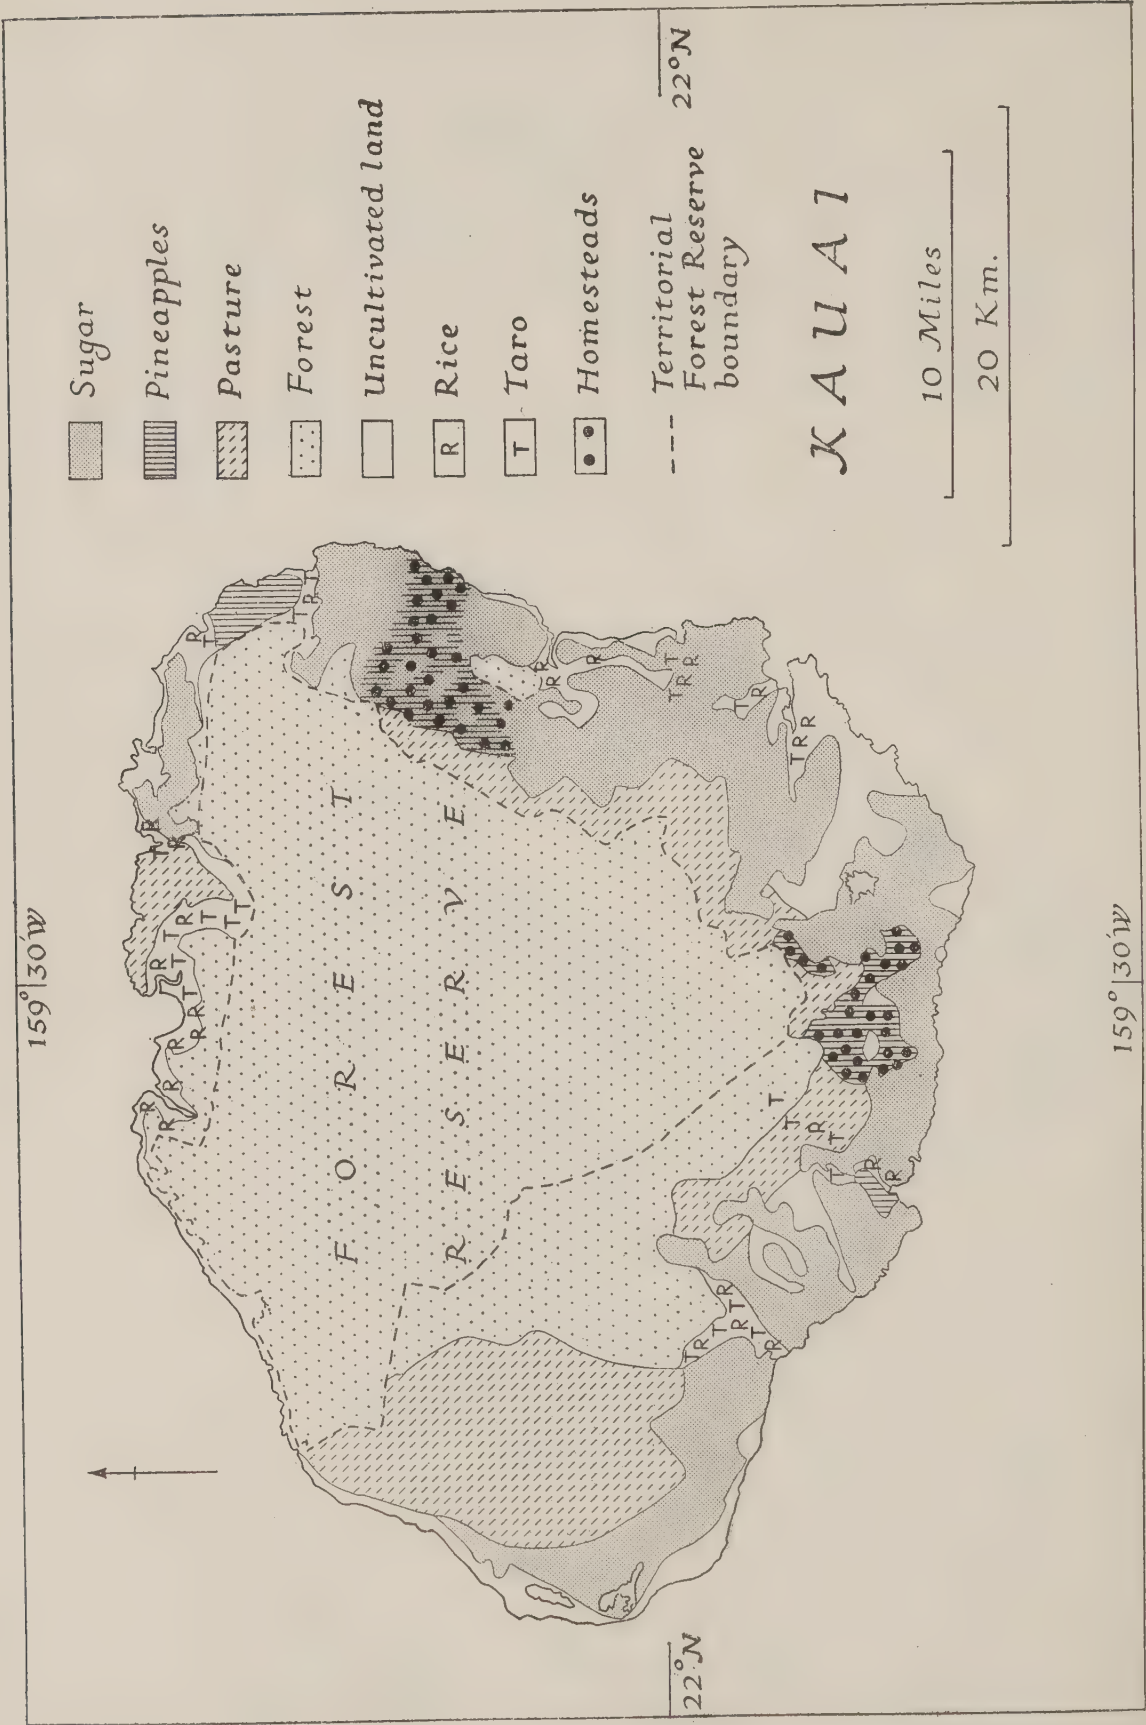 159°|30'W
Sugar
Pineapples
Pasture
Forest
Uncultivated land
R Rice
T Taro
Homesteads
Territorial
Forest Reserve
boundary
22°N
22°N
FOREST
RESERVE
KAUAI
10 Miles
20 Km.
159°|30'W